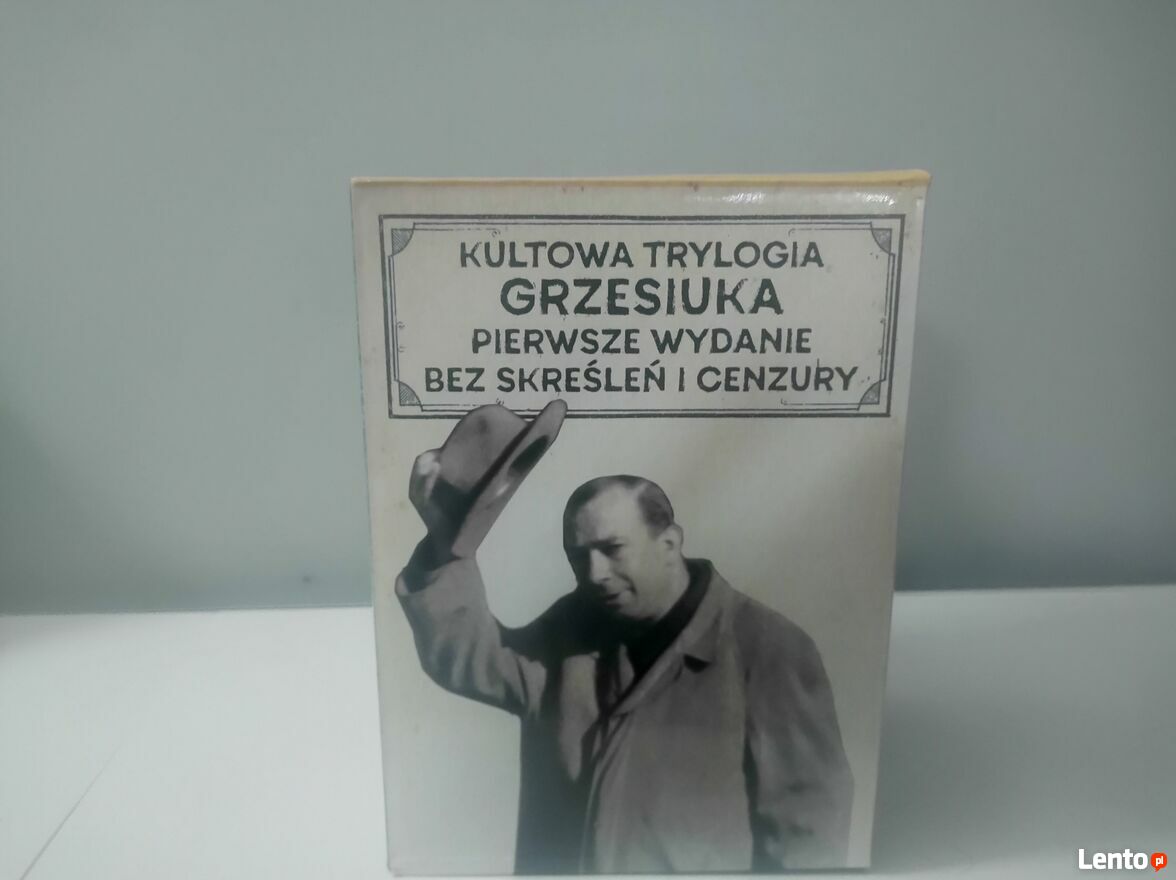 KULTOWA TRYLOGIA
GRZESIUKA
PIERWSZE WYDANIE
BEZ SKREŚLEŃ I CENZURY
Lento.pl